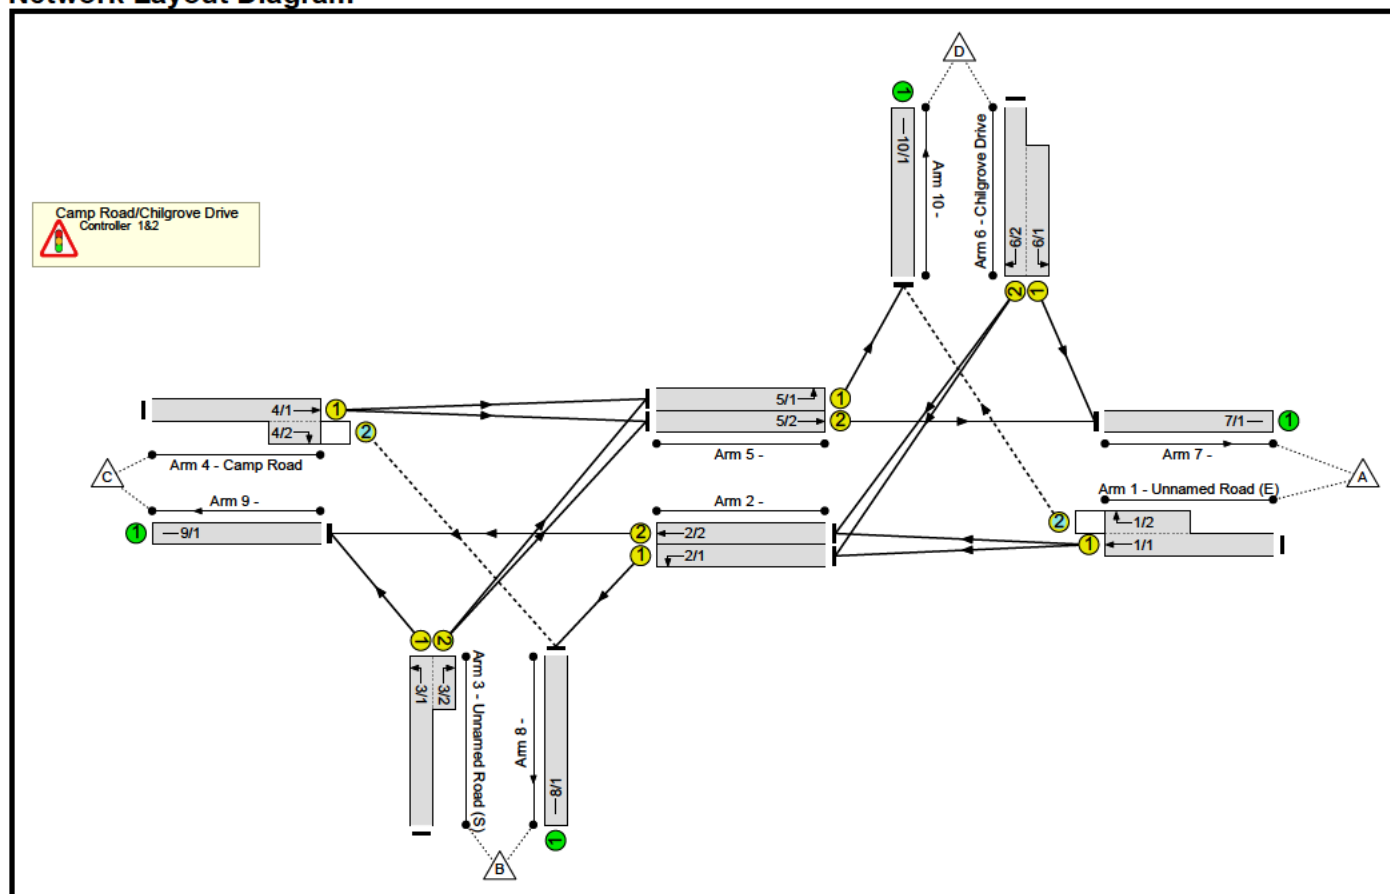 Network Layout Diagram
D
1
10/1
Arm 10 -
Arm 6 - Chilgrove Drive
6/2
6/1
2
1
Camp Road/Chilgrove Drive
Controller 1&2
4/1
1
4/2
2
Arm 4 - Camp Road
C
Arm 9 -
1
9/1
5/1
1
5/2
2
Arm 5 -
Arm 2 -
2
2/2
1
2/1
7/1
1
Arm 7 -
A
Arm 1 - Unnamed Road (E)
2
1/2
1
1/1
1
2
3/1
3/2
Arm 3 - Unnamed Road (S)
Arm 8 -
8/1
1
B